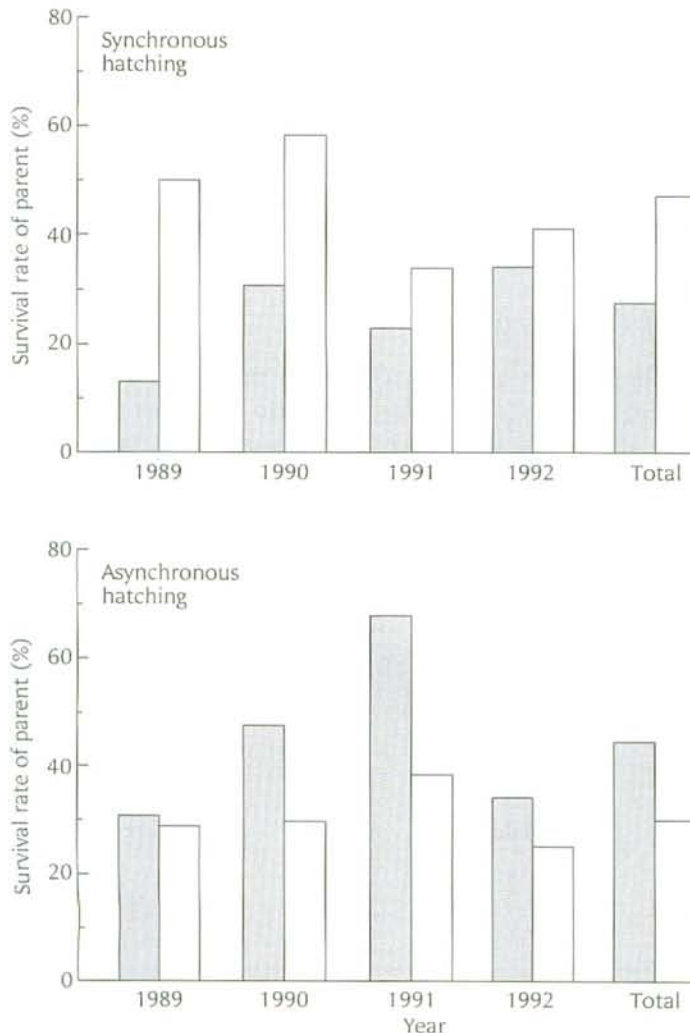 80
Synchronous
hatching
60
40
20
0
Survival rate of parent (%)
1989 1990 1991 1992 Total
80
Asynchronous
hatching
60
40
20
0
Survival rate of parent (%)
1989 1990 1991 1992 Total
Year